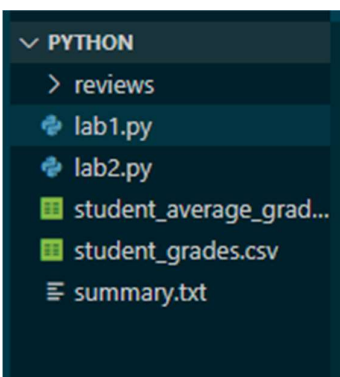 PYTHON
reviews
lab1.py
lab2.py
student_average_grad...
student_grades.csv
summary.txt